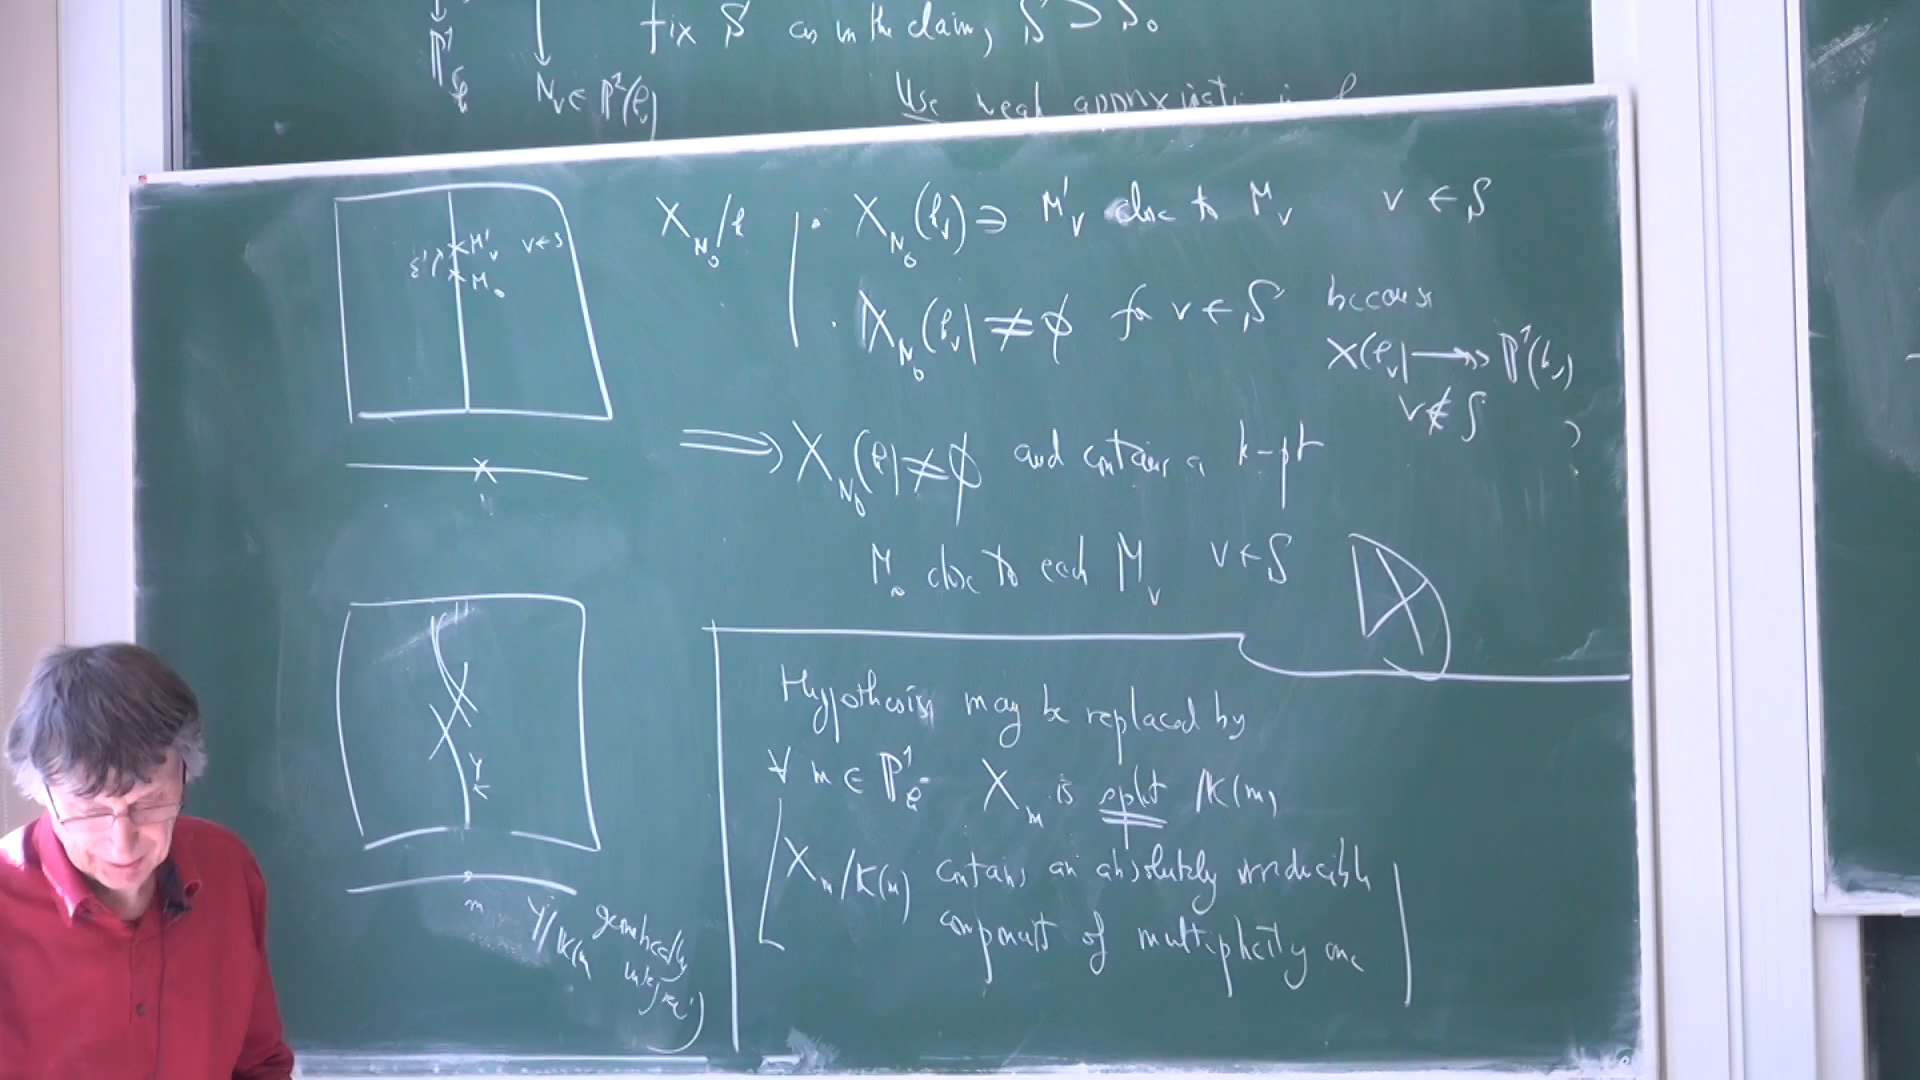 fix S as in the claim, S ⊃ S₀
P¹_k
N_v ∈ P¹(k_v)
Use weak approximati
X_{N₀}/k
· X_{N₀}(k_v) ∋ M'_v close to M_v v ∈ S
M'_v v ∈ S
M₀
· X_{N₀}(k_v) ≠ ∅ for v ∈ S because
X(k_v) ↠ P¹(k_v)
v ∉ S
⟹ X_{N₀}(k) ≠ ∅ and contains a k-pt
M₀ close to each M_v v ∈ S
Hypothesis may be replaced by
∀ m ∈ P¹_k X_m is split /K(m)
[X_m/K(m) contains an absolutely irreducible
component of multiplicity one]
Y
m
Y/K(m) geometrically